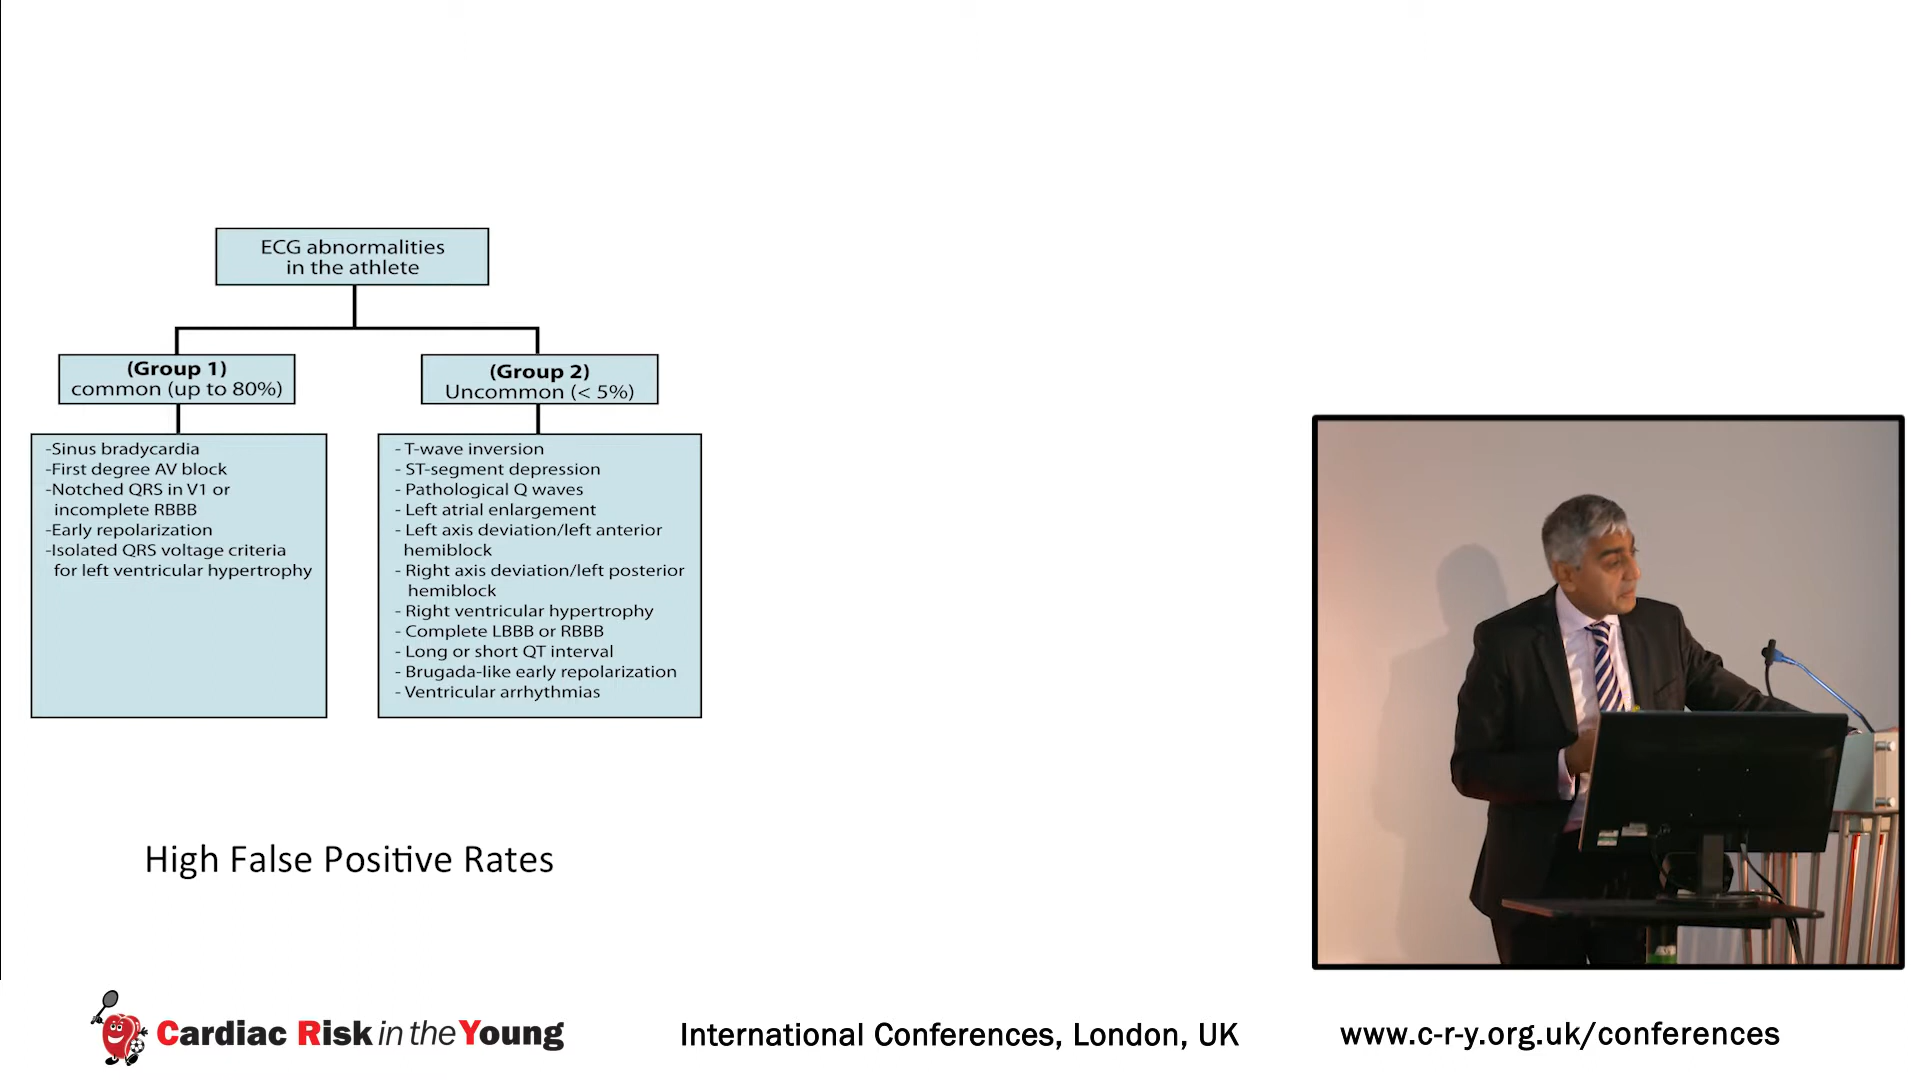 ECG abnormalities
in the athlete
(Group 1)
common (up to 80%)
-Sinus bradycardia
-First degree AV block
-Notched QRS in V1 or
incomplete RBBB
-Early repolarization
-Isolated QRS voltage criteria
for left ventricular hypertrophy
(Group 2)
Uncommon (< 5%)
- T-wave inversion
- ST-segment depression
- Pathological Q waves
- Left atrial enlargement
- Left axis deviation/left anterior
hemiblock
- Right axis deviation/left posterior
hemiblock
- Right ventricular hypertrophy
- Complete LBBB or RBBB
- Long or short QT interval
- Brugada-like early repolarization
- Ventricular arrhythmias
High False Positive Rates
Cardiac Risk in the Young
International Conferences, London, UK
www.c-r-y.org.uk/conferences